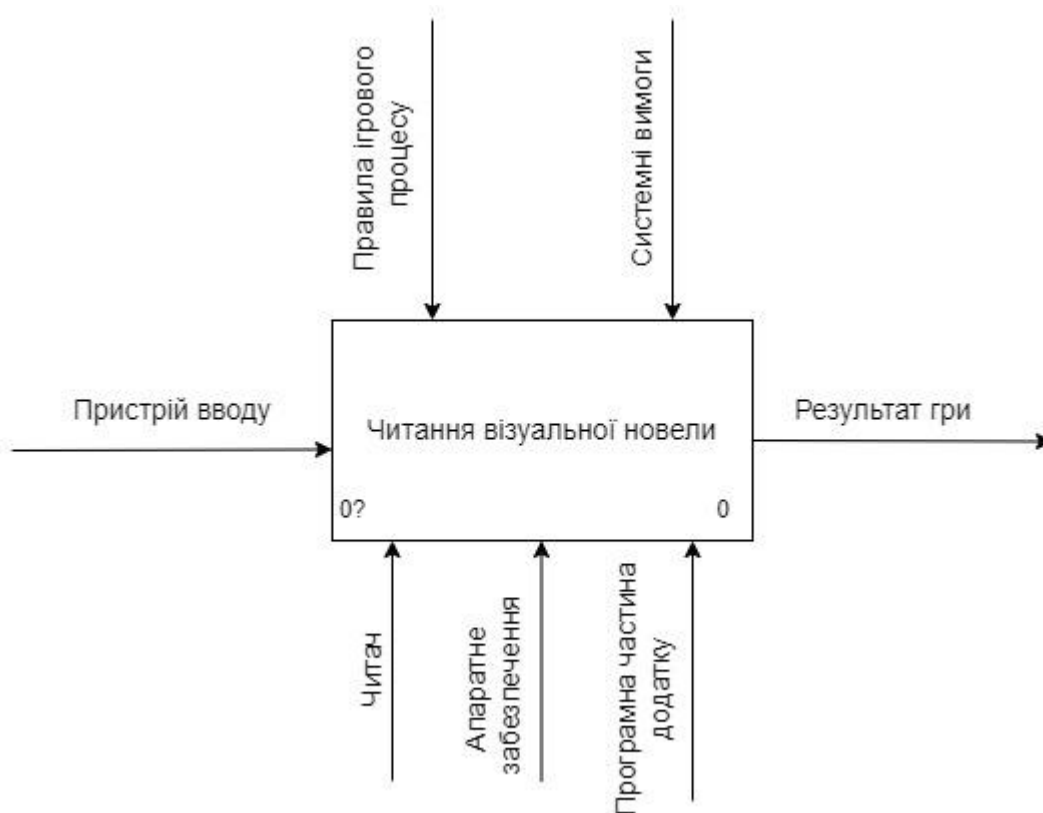 Правила ігрового
процесу
Системні вимоги
Пристрій вводу
Читання візуальної новели
Результат гри
0?
0
Читач
Апаратне
забезпечення
Програмна частина
додатку